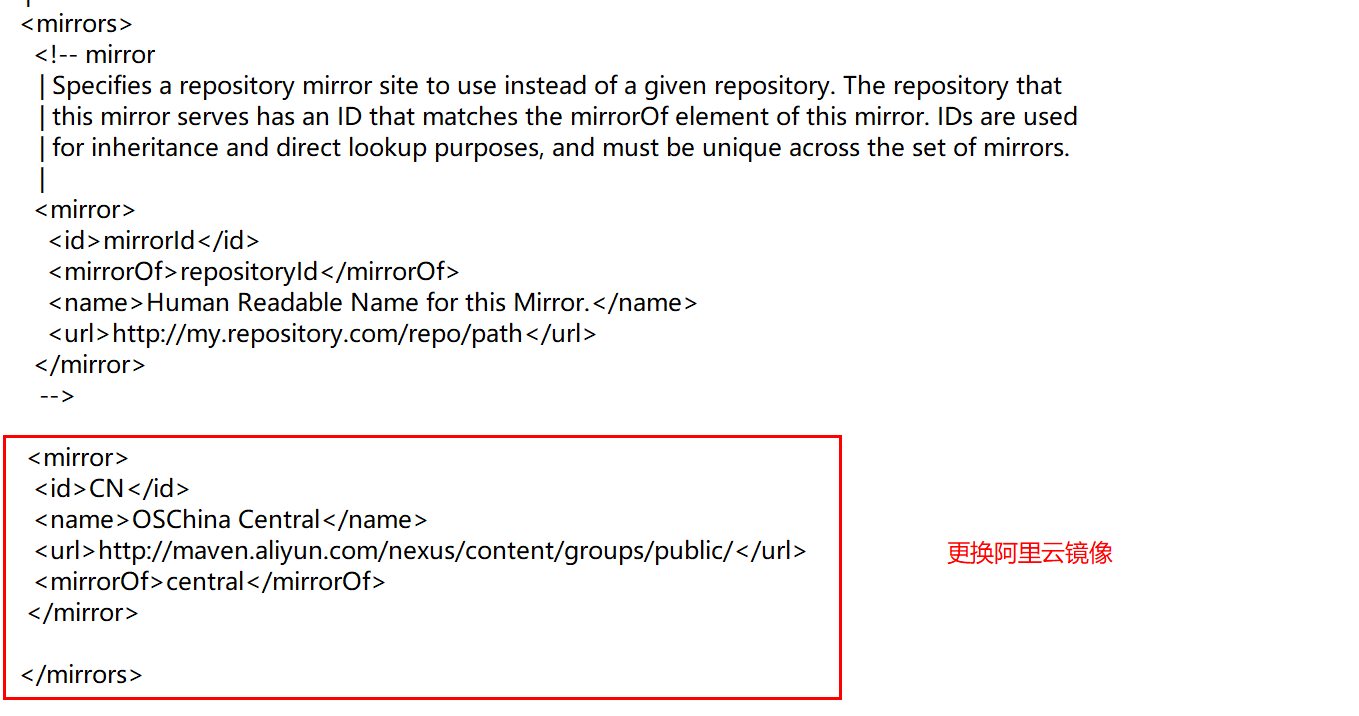 <mirrors>
<!-- mirror
| Specifies a repository mirror site to use instead of a given repository. The repository that
| this mirror serves has an ID that matches the mirrorOf element of this mirror. IDs are used
| for inheritance and direct lookup purposes, and must be unique across the set of mirrors.
|
<mirror>
<id>mirrorId</id>
<mirrorOf>repositoryId</mirrorOf>
<name>Human Readable Name for this Mirror.</name>
<url>http://my.repository.com/repo/path</url>
</mirror>
-->
<mirror>
<id>CN</id>
<name>OSChina Central</name>
<url>http://maven.aliyun.com/nexus/content/groups/public/</url>
更换阿里云镜像
<mirrorOf>central</mirrorOf>
</mirror>
</mirrors>